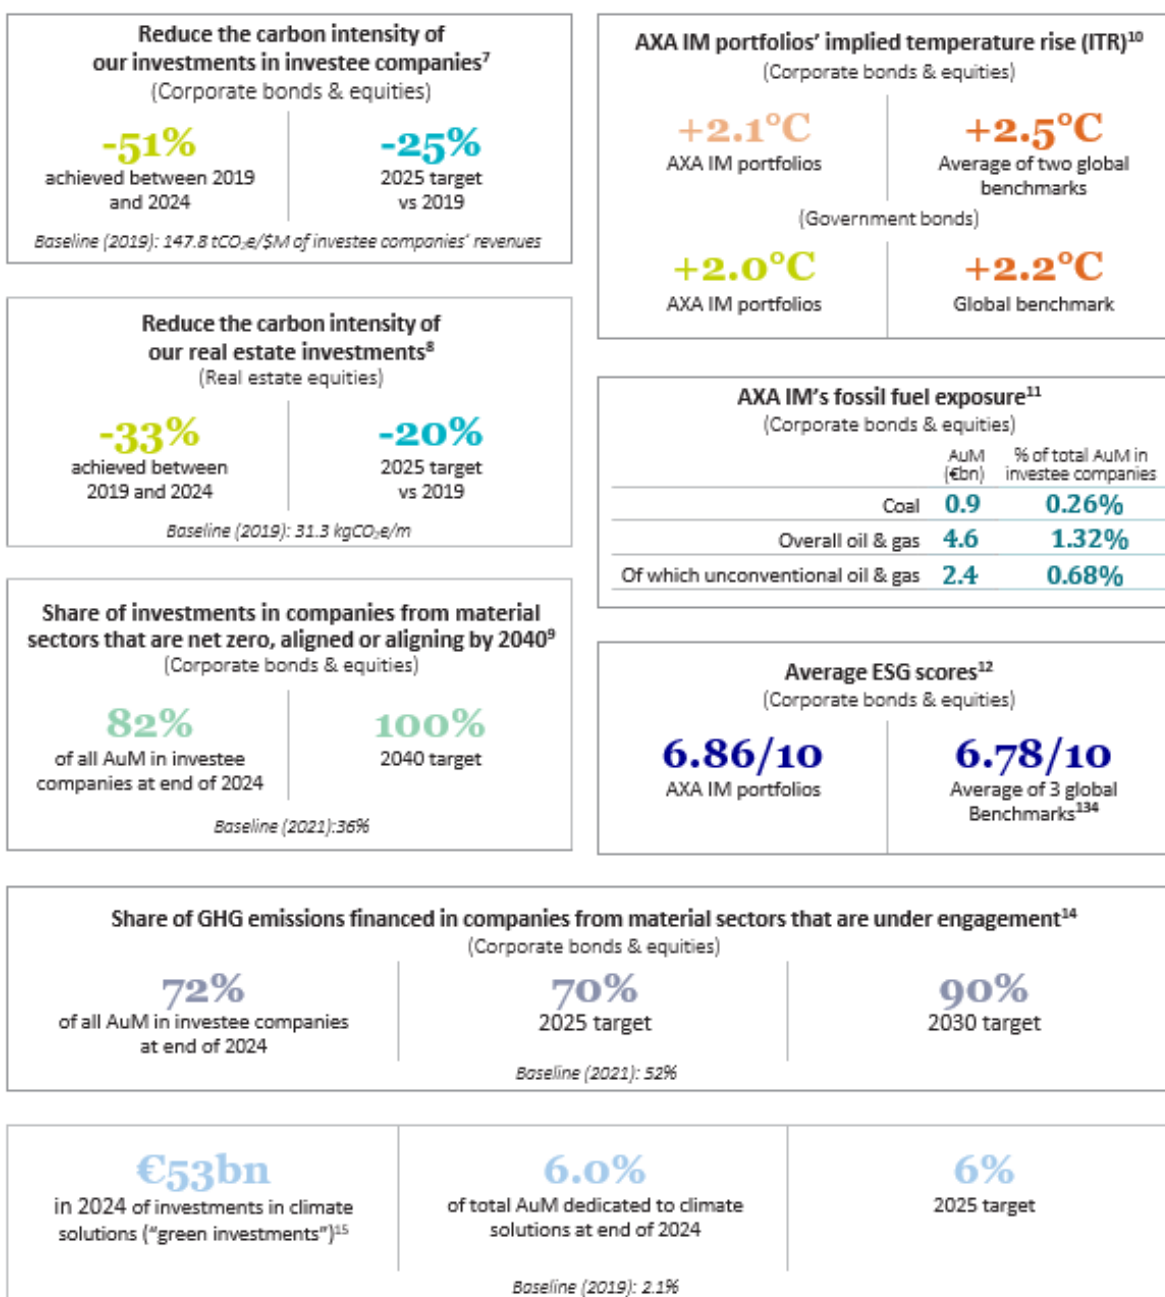 Reduce the carbon intensity of
our investments in investee companies⁷
(Corporate bonds & equities)
-51%
achieved between 2019
and 2024
-25%
2025 target
vs 2019
Baseline (2019): 147.8 tCO₂e/$M of investee companies' revenues
Reduce the carbon intensity of
our real estate investments⁸
(Real estate equities)
-33%
achieved between
2019 and 2024
-20%
2025 target
vs 2019
Baseline (2019): 31.3 kgCO₂e/m
Share of investments in companies from material
sectors that are net zero, aligned or aligning by 2040⁹
(Corporate bonds & equities)
82%
of all AuM in investee
companies at end of 2024
100%
2040 target
Baseline (2021):36%
AXA IM portfolios' implied temperature rise (ITR)¹⁰
(Corporate bonds & equities)
+2.1°C
AXA IM portfolios
+2.5°C
Average of two global
benchmarks
(Government bonds)
+2.0°C
AXA IM portfolios
+2.2°C
Global benchmark
AXA IM's fossil fuel exposure¹¹
(Corporate bonds & equities)
AuM (€bn) % of total AuM in investee companies
Coal 0.9 0.26%
Overall oil & gas 4.6 1.32%
Of which unconventional oil & gas 2.4 0.68%
Average ESG scores¹²
(Corporate bonds & equities)
6.86/10
AXA IM portfolios
6.78/10
Average of 3 global
Benchmarks¹³⁴
Share of GHG emissions financed in companies from material sectors that are under engagement¹⁴
(Corporate bonds & equities)
72%
of all AuM in investee companies
at end of 2024
70%
2025 target
90%
2030 target
Baseline (2021): 52%
€53bn
in 2024 of investments in climate
solutions ("green investments")¹⁵
6.0%
of total AuM dedicated to climate
solutions at end of 2024
6%
2025 target
Baseline (2019): 2.1%